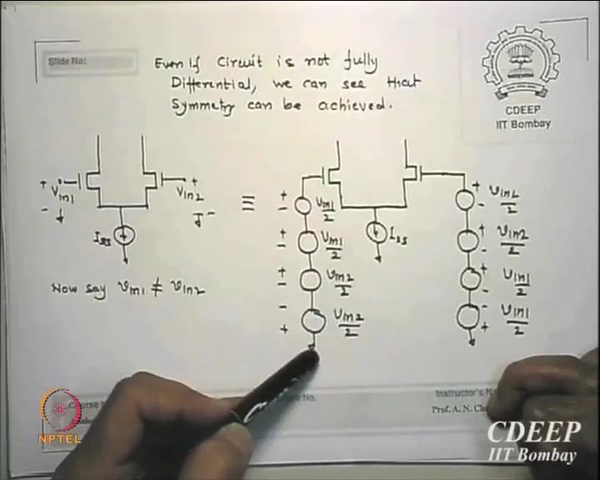 Slide No:
Even if Circuit is not fully
Differential, we can see that
Symmetry can be achieved.
CDEEP
IIT Bombay
+ Vin1 -
Vin2 + -
ISS
≡
+ - Vin1/2
+ - Vin1/2
+ - Vin2/2
- + Vin2/2
ISS
+ - Vin2/2
+ - Vin2/2
+ - Vin1/2
- + Vin1/2
Now say Vin1 ≠ Vin2
NPTEL
Instructor's N
Prof. A. N. Ch
CDEEP
IIT Bombay